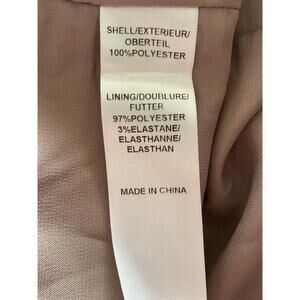 SHELL/EXTERIEUR/
OBERTEIL
100%POLYESTER
LINING/DOUBLURE/
FUTTER
97%POLYESTER
3%ELASTANE/
ELASTHANNE/
ELASTHAN
MADE IN CHINA